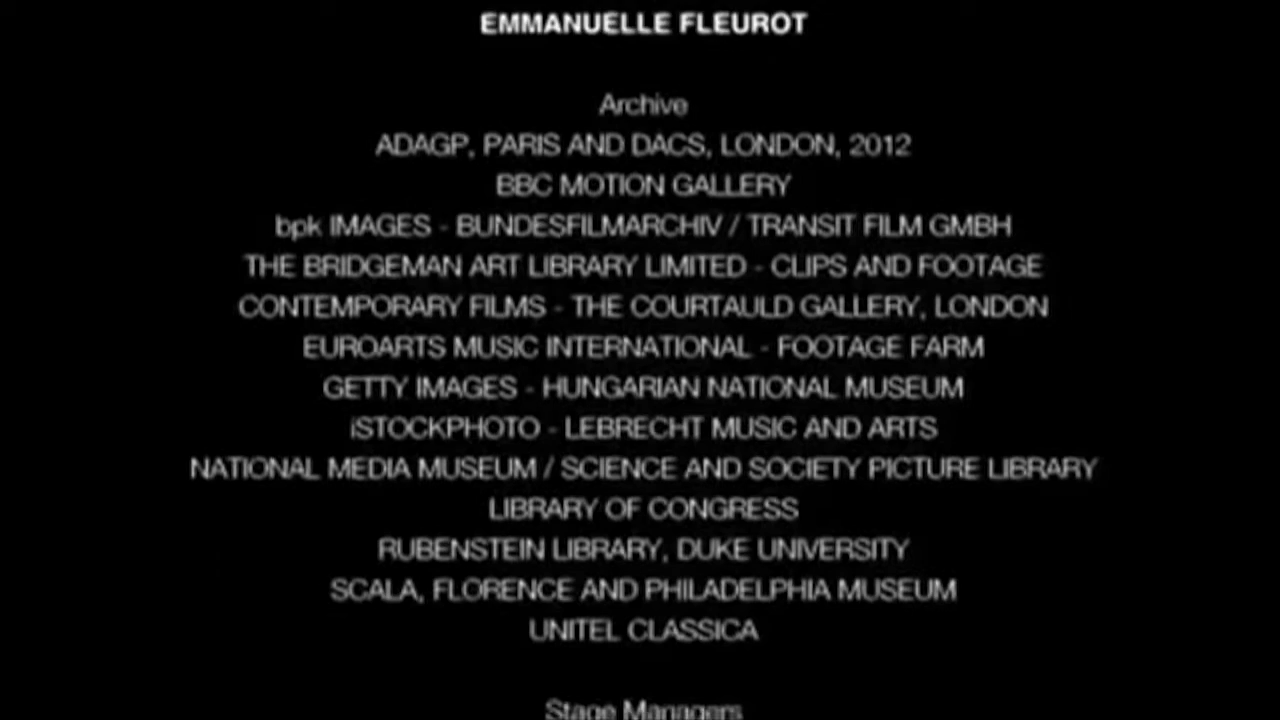 EMMANUELLE FLEUROT
Archive
ADAGP, PARIS AND DACS, LONDON, 2012
BBC MOTION GALLERY
bpk IMAGES - BUNDESFILMARCHIV / TRANSIT FILM GMBH
THE BRIDGEMAN ART LIBRARY LIMITED - CLIPS AND FOOTAGE
CONTEMPORARY FILMS - THE COURTAULD GALLERY, LONDON
EUROARTS MUSIC INTERNATIONAL - FOOTAGE FARM
GETTY IMAGES - HUNGARIAN NATIONAL MUSEUM
iSTOCKPHOTO - LEBRECHT MUSIC AND ARTS
NATIONAL MEDIA MUSEUM / SCIENCE AND SOCIETY PICTURE LIBRARY
LIBRARY OF CONGRESS
RUBENSTEIN LIBRARY, DUKE UNIVERSITY
SCALA, FLORENCE AND PHILADELPHIA MUSEUM
UNITEL CLASSICA
Stage Managers